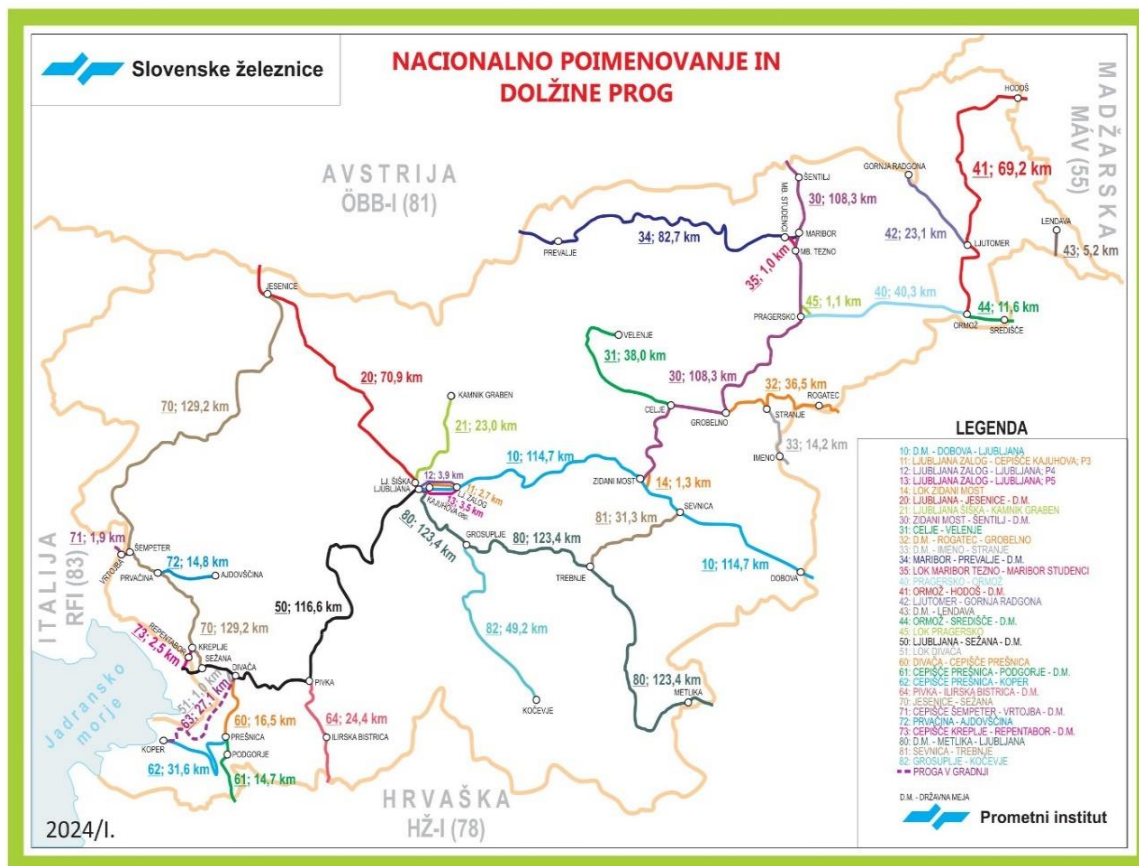 Slovenske železnice
NACIONALNO POIMENOVANJE IN
DOLŽINE PROG
AVSTRIJA
ÖBB-I (81)
MADŽARSKA
MÁV (55)
HODOŠ
41; 69,2 km
GORNJA RADGONA
42; 23,1 km
LENDAVA
43; 5,2 km
LJUTOMER
ŠENTILJ
30; 108,3 km
MB. STUDENCI
MARIBOR
MB. TEZNO
34; 82,7 km
PREVALJE
35; 1,0 km
45; 1,1 km
40; 40,3 km
PRAGERSKO
44; 11,6 km
ORMOŽ
SREDIŠČE
JESENICE
VELENJE
31; 38,0 km
30; 108,3 km
20; 70,9 km
KAMNIK GRABEN
32; 36,5 km
ROGATEC
CELJE
GROBELNO
STRANJE
70; 129,2 km
21; 23,0 km
33; 14,2 km
IMENO
10; 114,7 km
12; 3,9 km
LJ. ŠIŠKA
LJUBLJANA
11; 2,7 km
LJ. ZALOG
13; 3,5 km
KAJUHOVA cep.
ZIDANI MOST
14; 1,3 km
SEVNICA
81; 31,3 km
80; 123,4 km
GROSUPLJE
80; 123,4 km
TREBNJE
10; 114,7 km
DOBOVA
ITALIJA
RFI (83)
71; 1,9 km
ŠEMPETER
VRTOJBA
72; 14,8 km
PRVAČINA
AJDOVŠČINA
50; 116,6 km
82; 49,2 km
70; 129,2 km
REPENTABOR
73; 2,5 km
KREPLJE
SEŽANA
DIVAČA
51; 1,0 km
63; 27,1 km
PIVKA
80; 123,4 km
METLIKA
KOČEVJE
Jadransko
morje
60; 16,5 km
64; 24,4 km
KOPER
PREŠNICA
ILIRSKA BISTRICA
PODGORJE
62; 31,6 km
61; 14,7 km
HRVAŠKA
HŽ-I (78)
2024/I.
LEGENDA
10: D.M. - DOBOVA - LJUBLJANA
11: LJUBLJANA ZALOG - CEPIŠČE KAJUHOVA; P3
12: LJUBLJANA ZALOG - LJUBLJANA; P4
13: LJUBLJANA ZALOG - LJUBLJANA; P5
14: LOK ZIDANI MOST
20: LJUBLJANA - JESENICE - D.M.
21: LJUBLJANA ŠIŠKA - KAMNIK GRABEN
30: ZIDANI MOST - ŠENTILJ - D.M.
31: CELJE - VELENJE
32: D.M. - ROGATEC - GROBELNO
33: D.M. - IMENO - STRANJE
34: MARIBOR - PREVALJE - D.M.
35: LOK MARIBOR TEZNO - MARIBOR STUDENCI
40: PRAGERSKO - ORMOŽ
41: ORMOŽ - HODOŠ - D.M.
42: LJUTOMER - GORNJA RADGONA
43: D.M. - LENDAVA
44: ORMOŽ - SREDIŠČE - D.M.
45: LOK PRAGERSKO
50: LJUBLJANA - SEŽANA - D.M.
51: LOK DIVAČA
60: DIVAČA - CEPIŠČE PREŠNICA
61: CEPIŠČE PREŠNICA - PODGORJE - D.M.
62: CEPIŠČE PREŠNICA - KOPER
64: PIVKA - ILIRSKA BISTRICA - D.M.
70: JESENICE - SEŽANA
71: CEPIŠČE ŠEMPETER - VRTOJBA - D.M.
72: PRVAČINA - AJDOVŠČINA
73: CEPIŠČE KREPLJE - REPENTABOR - D.M.
80: D.M. - METLIKA - LJUBLJANA
81: SEVNICA - TREBNJE
82: GROSUPLJE - KOČEVJE
PROGA V GRADNJI
D.M. - DRŽAVNA MEJA
Prometni institut